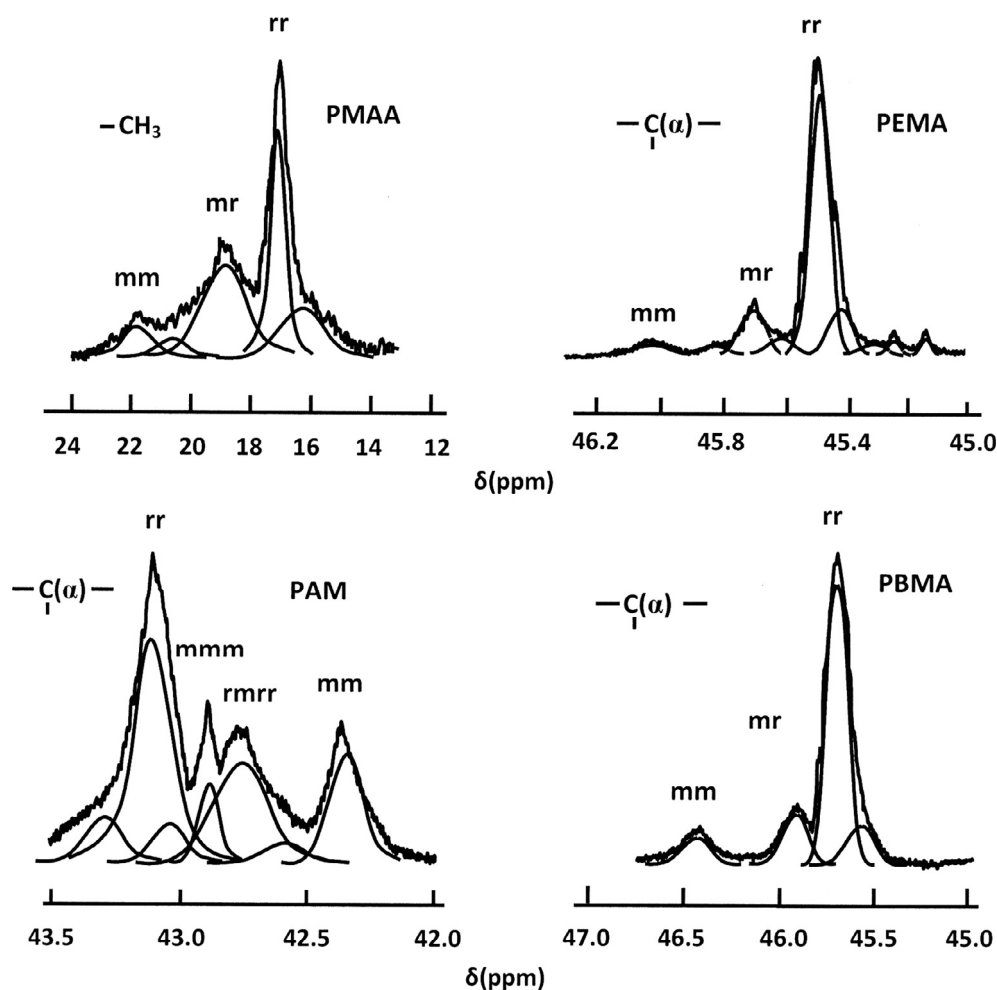 rr
–CH₃
PMAA
mr
mm
24 22 20 18 16 14 12
rr
—C(α) —
PEMA
mr
mm
46.2 45.8 45.4 45.0
δ(ppm)
rr
—C(α) —
PAM
mmm
rmrr
mm
43.5 43.0 42.5 42.0
rr
—C(α) —
PBMA
mr
mm
47.0 46.5 46.0 45.5 45.0
δ(ppm)